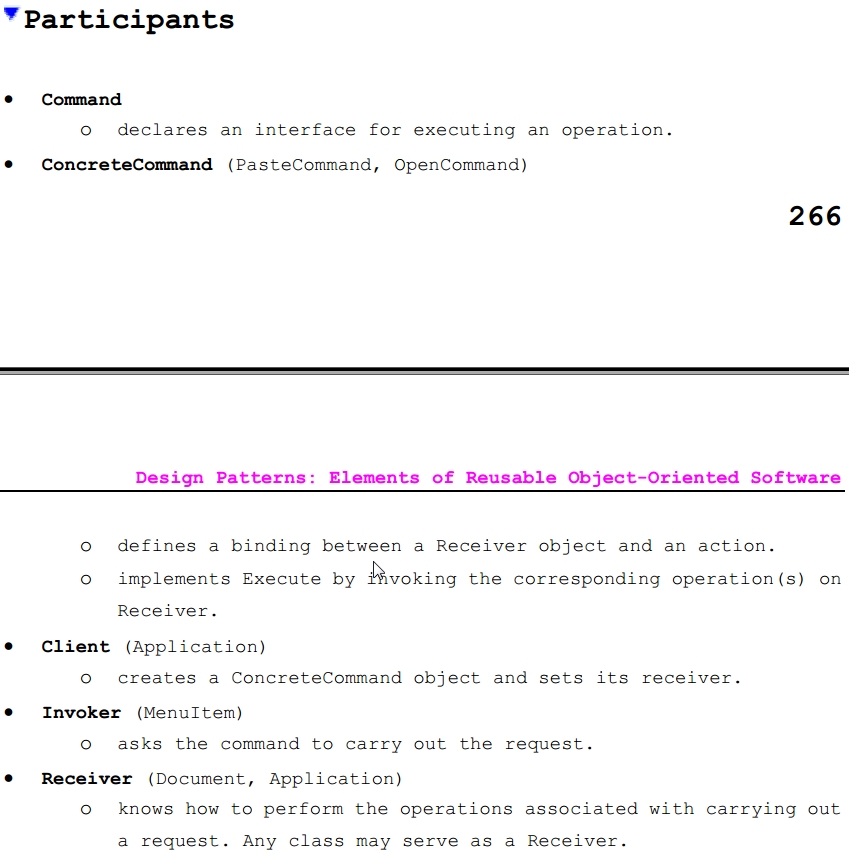 Participants
• Command
o declares an interface for executing an operation.
• ConcreteCommand (PasteCommand, OpenCommand)
266
Design Patterns: Elements of Reusable Object-Oriented Software
o defines a binding between a Receiver object and an action.
o implements Execute by invoking the corresponding operation(s) on
Receiver.
• Client (Application)
o creates a ConcreteCommand object and sets its receiver.
• Invoker (MenuItem)
o asks the command to carry out the request.
• Receiver (Document, Application)
o knows how to perform the operations associated with carrying out
a request. Any class may serve as a Receiver.